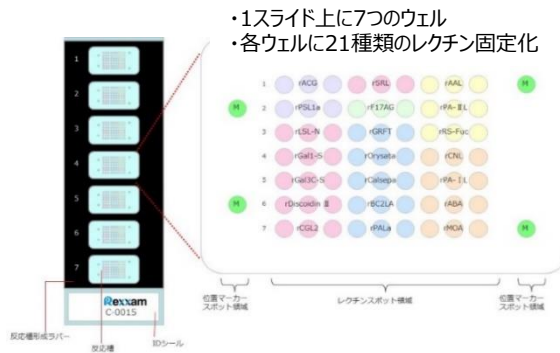 ・1スライド上に7つのウェル
・各ウェルに21種類のレクチン固定化
1 rACG rSRL rAAL M
M 2 rPSL1a rF17AG rPA-ⅡL
3 rLSL-N rGRFT rRS-Fuc
4 rGal1-S rOrysata rCNL
5 rGal3C-S rCalsepa rPA-ⅠL
M 6 rDiscoidin Ⅱ rBC2LA rABA
7 rCGL2 rPALa rMOA M
位置マーカー
スポット領域
レクチンスポット領域
位置マーカー
スポット領域
1
2
3
4
5
6
7
Rexxam
C-0015
反応槽形成ラバー
反応槽
IDシール